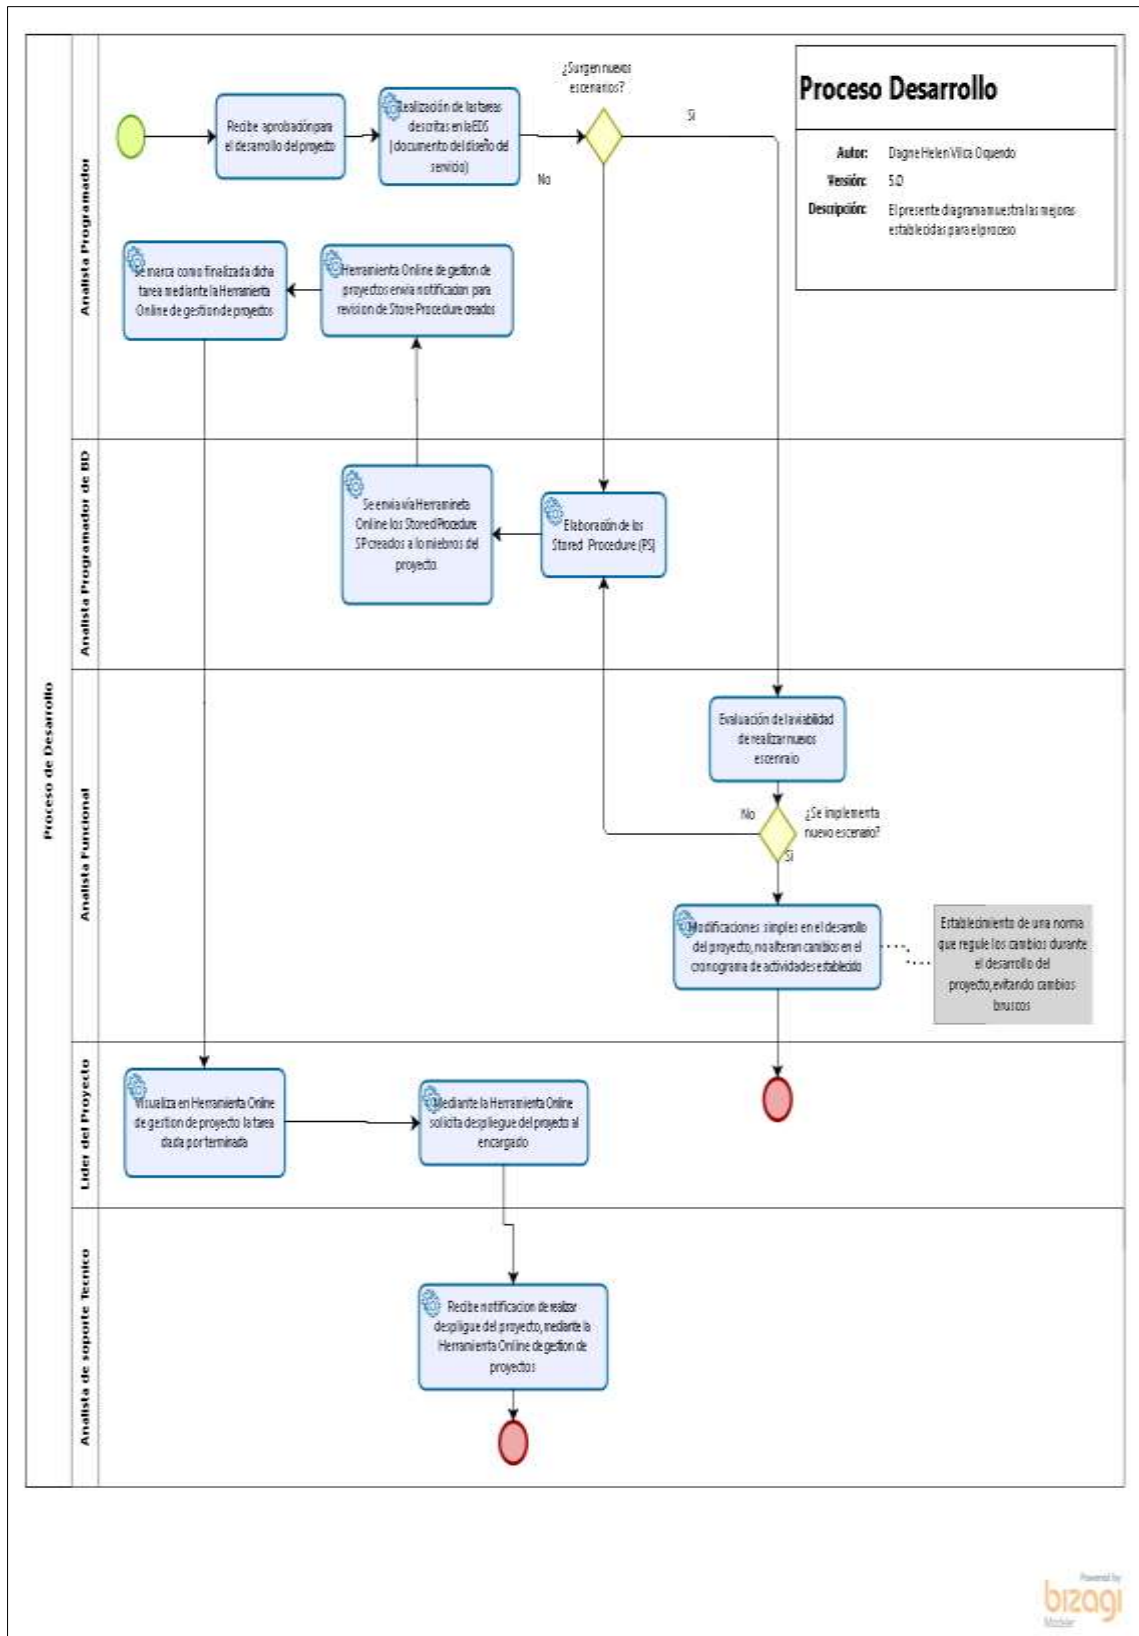 Proceso Desarrollo
Autor: Dagne Helen Vilca Oquendo
Versión: 5.0
Descripción: El presente diagrama muestra las mejoras
establecidas para el proceso
Proceso de Desarrollo
Analista Programador
Recibe aprobación para
el desarrollo del proyecto
Realización de las tareas
descritas en la EDS
(documento del diseño del
servicio)
¿Surgen nuevos
escenarios?
Si
No
Se marca como finalizada dicha
tarea mediante la Herramienta
Online de gestion de proyectos
Herramienta Online de gestion de
proyectos envia notificacion para
revision de Store Procedure creados
Analista Programador de BD
Se envia vía Herramineta
Online los Stored Procedure
SP creados a lo miebros del
proyecto
Elaboración de los
Stored Procedure (PS)
Analista Funcional
Evaluación de la viabilidad
de realizar nuevos
escenraio
No
¿Se implementa
nuevo escenario?
Si
Modificaciones simples en el desarrollo
del proyecto, no alteran cambios en el
cronograma de actividades establecido
Establecimiento de una norma
que regule los cambios durante
el desarrollo del
proyecto,evitando cambios
bruscos
Lider del Proyecto
Visualiza en Herramienta Online
de gestion de proyecto la tarea
dada por terminada
Mediante la Herramienta Online
solicita despliegue del proyecto al
encargado
Analista de soporte Tecnico
Recibe notificacion de realizar
despligue del proyecto, mediante la
Herramienta Online de gestion de
proyectos
Powered by
bizagi
Modeler